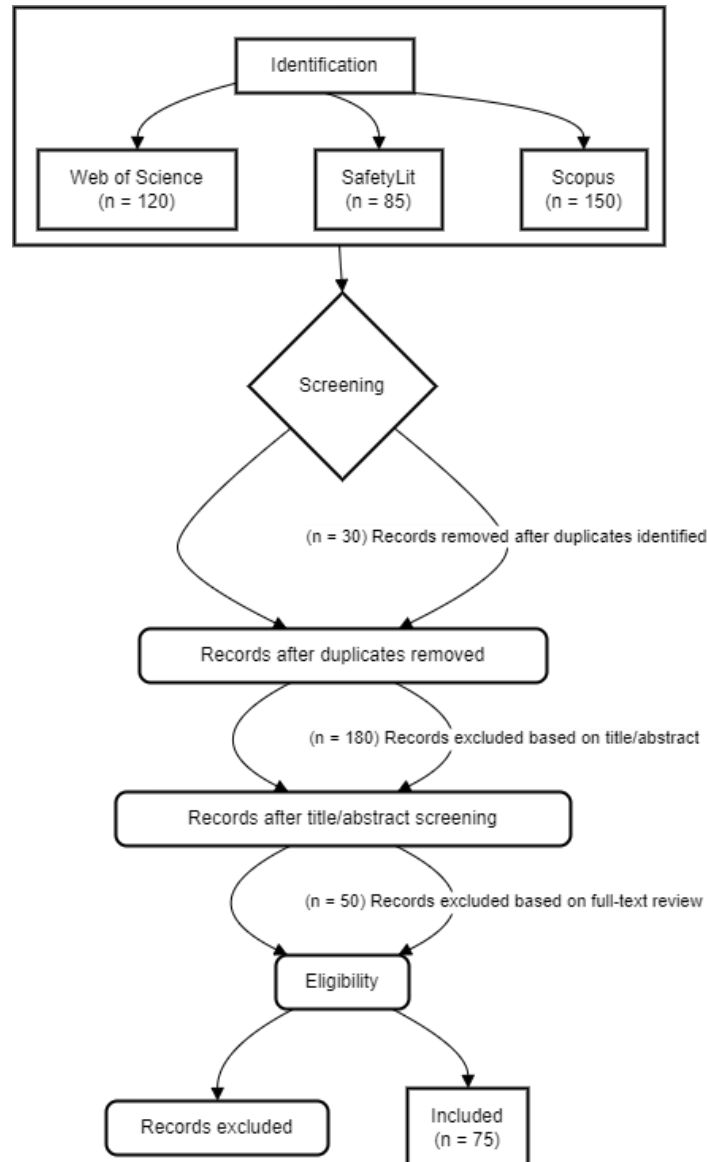 Identification
Web of Science
(n = 120)
SafetyLit
(n = 85)
Scopus
(n = 150)
Screening
(n = 30) Records removed after duplicates identified
Records after duplicates removed
(n = 180) Records excluded based on title/abstract
Records after title/abstract screening
(n = 50) Records excluded based on full-text review
Eligibility
Records excluded
Included
(n = 75)